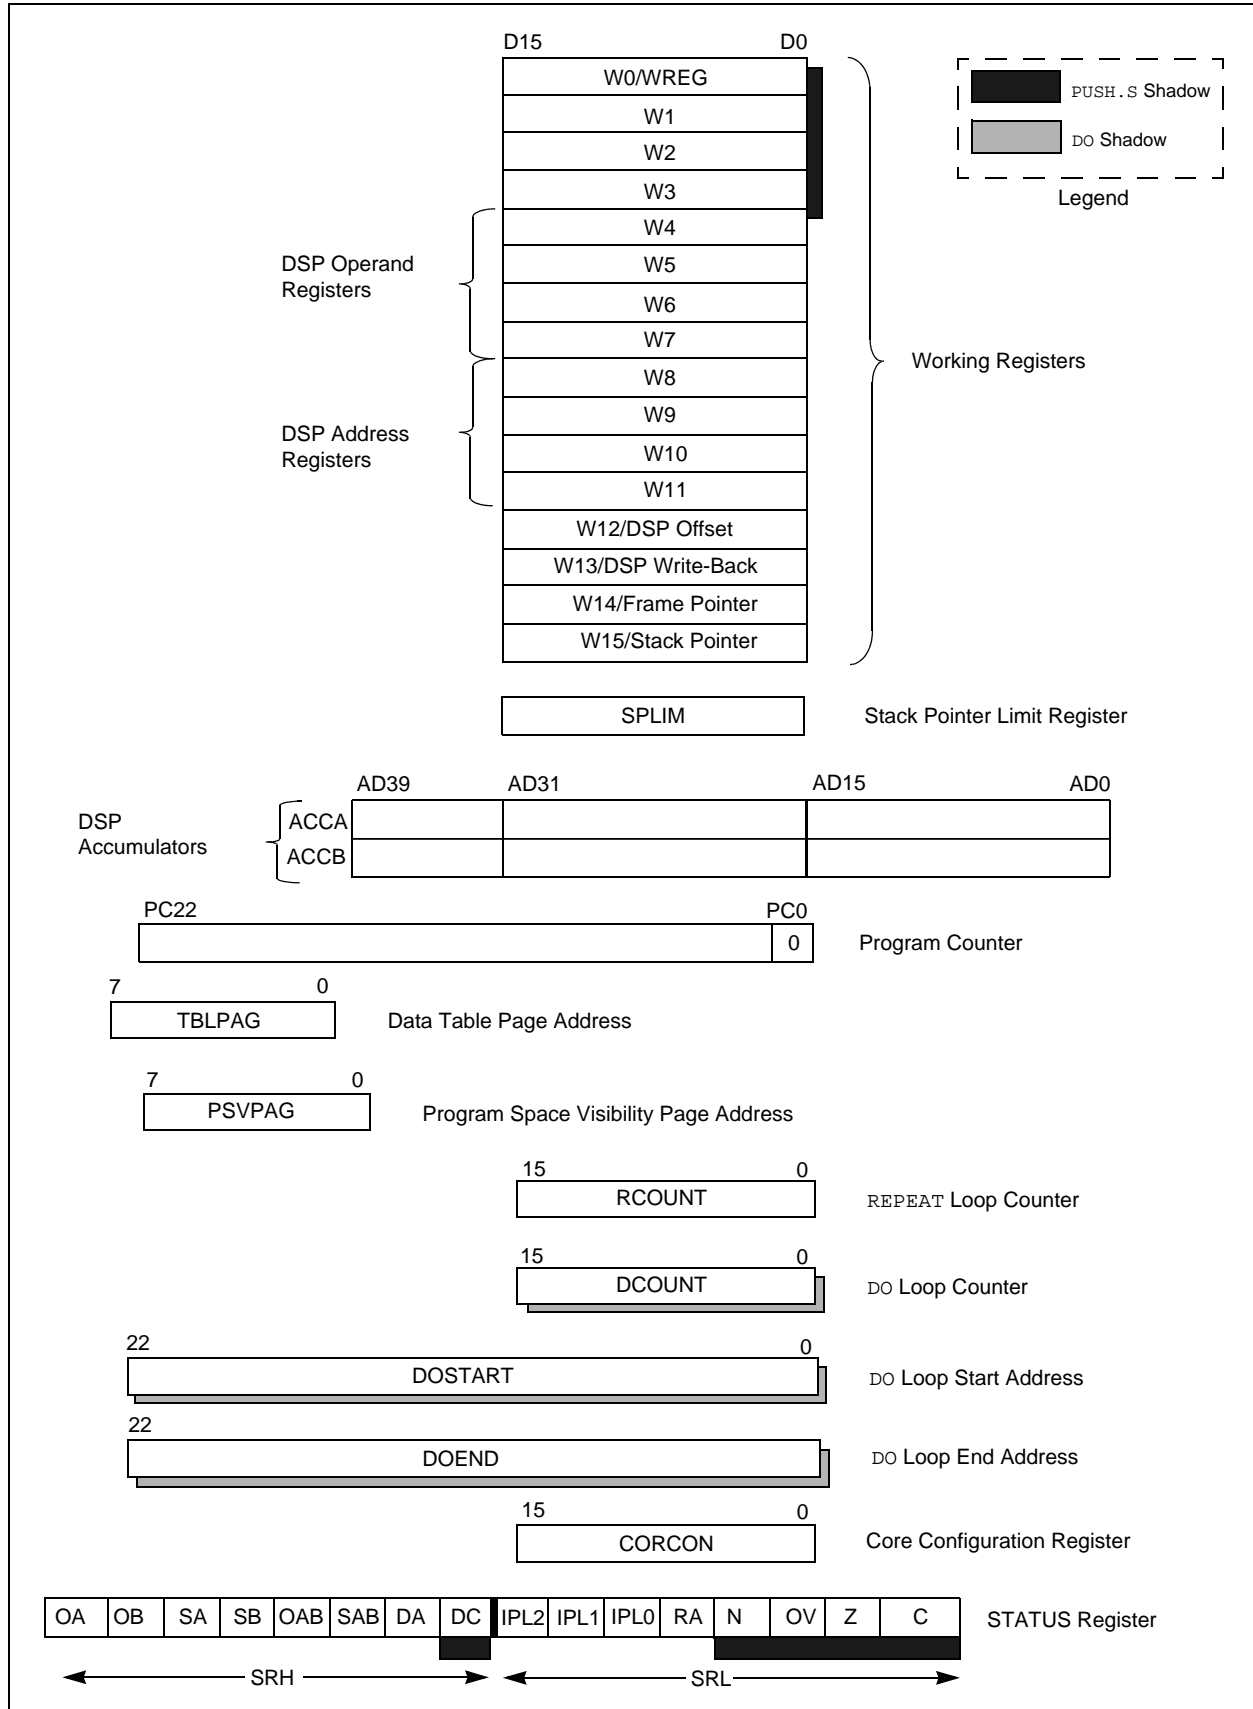 D15 D0
W0/WREG
W1
W2
W3
W4
W5
W6
W7
W8
W9
W10
W11
W12/DSP Offset
W13/DSP Write-Back
W14/Frame Pointer
W15/Stack Pointer
PUSH.S Shadow
DO Shadow
Legend
DSP Operand
Registers
DSP Address
Registers
Working Registers
SPLIM Stack Pointer Limit Register
AD39 AD31 AD15 AD0
DSP
Accumulators
ACCA
ACCB
PC22 PC0
0 Program Counter
7 0
TBLPAG Data Table Page Address
7 0
PSVPAG Program Space Visibility Page Address
15 0
RCOUNT REPEAT Loop Counter
15 0
DCOUNT DO Loop Counter
22 0
DOSTART DO Loop Start Address
22
DOEND DO Loop End Address
15 0
CORCON Core Configuration Register
OA OB SA SB OAB SAB DA DC IPL2 IPL1 IPL0 RA N OV Z C STATUS Register
SRH SRL